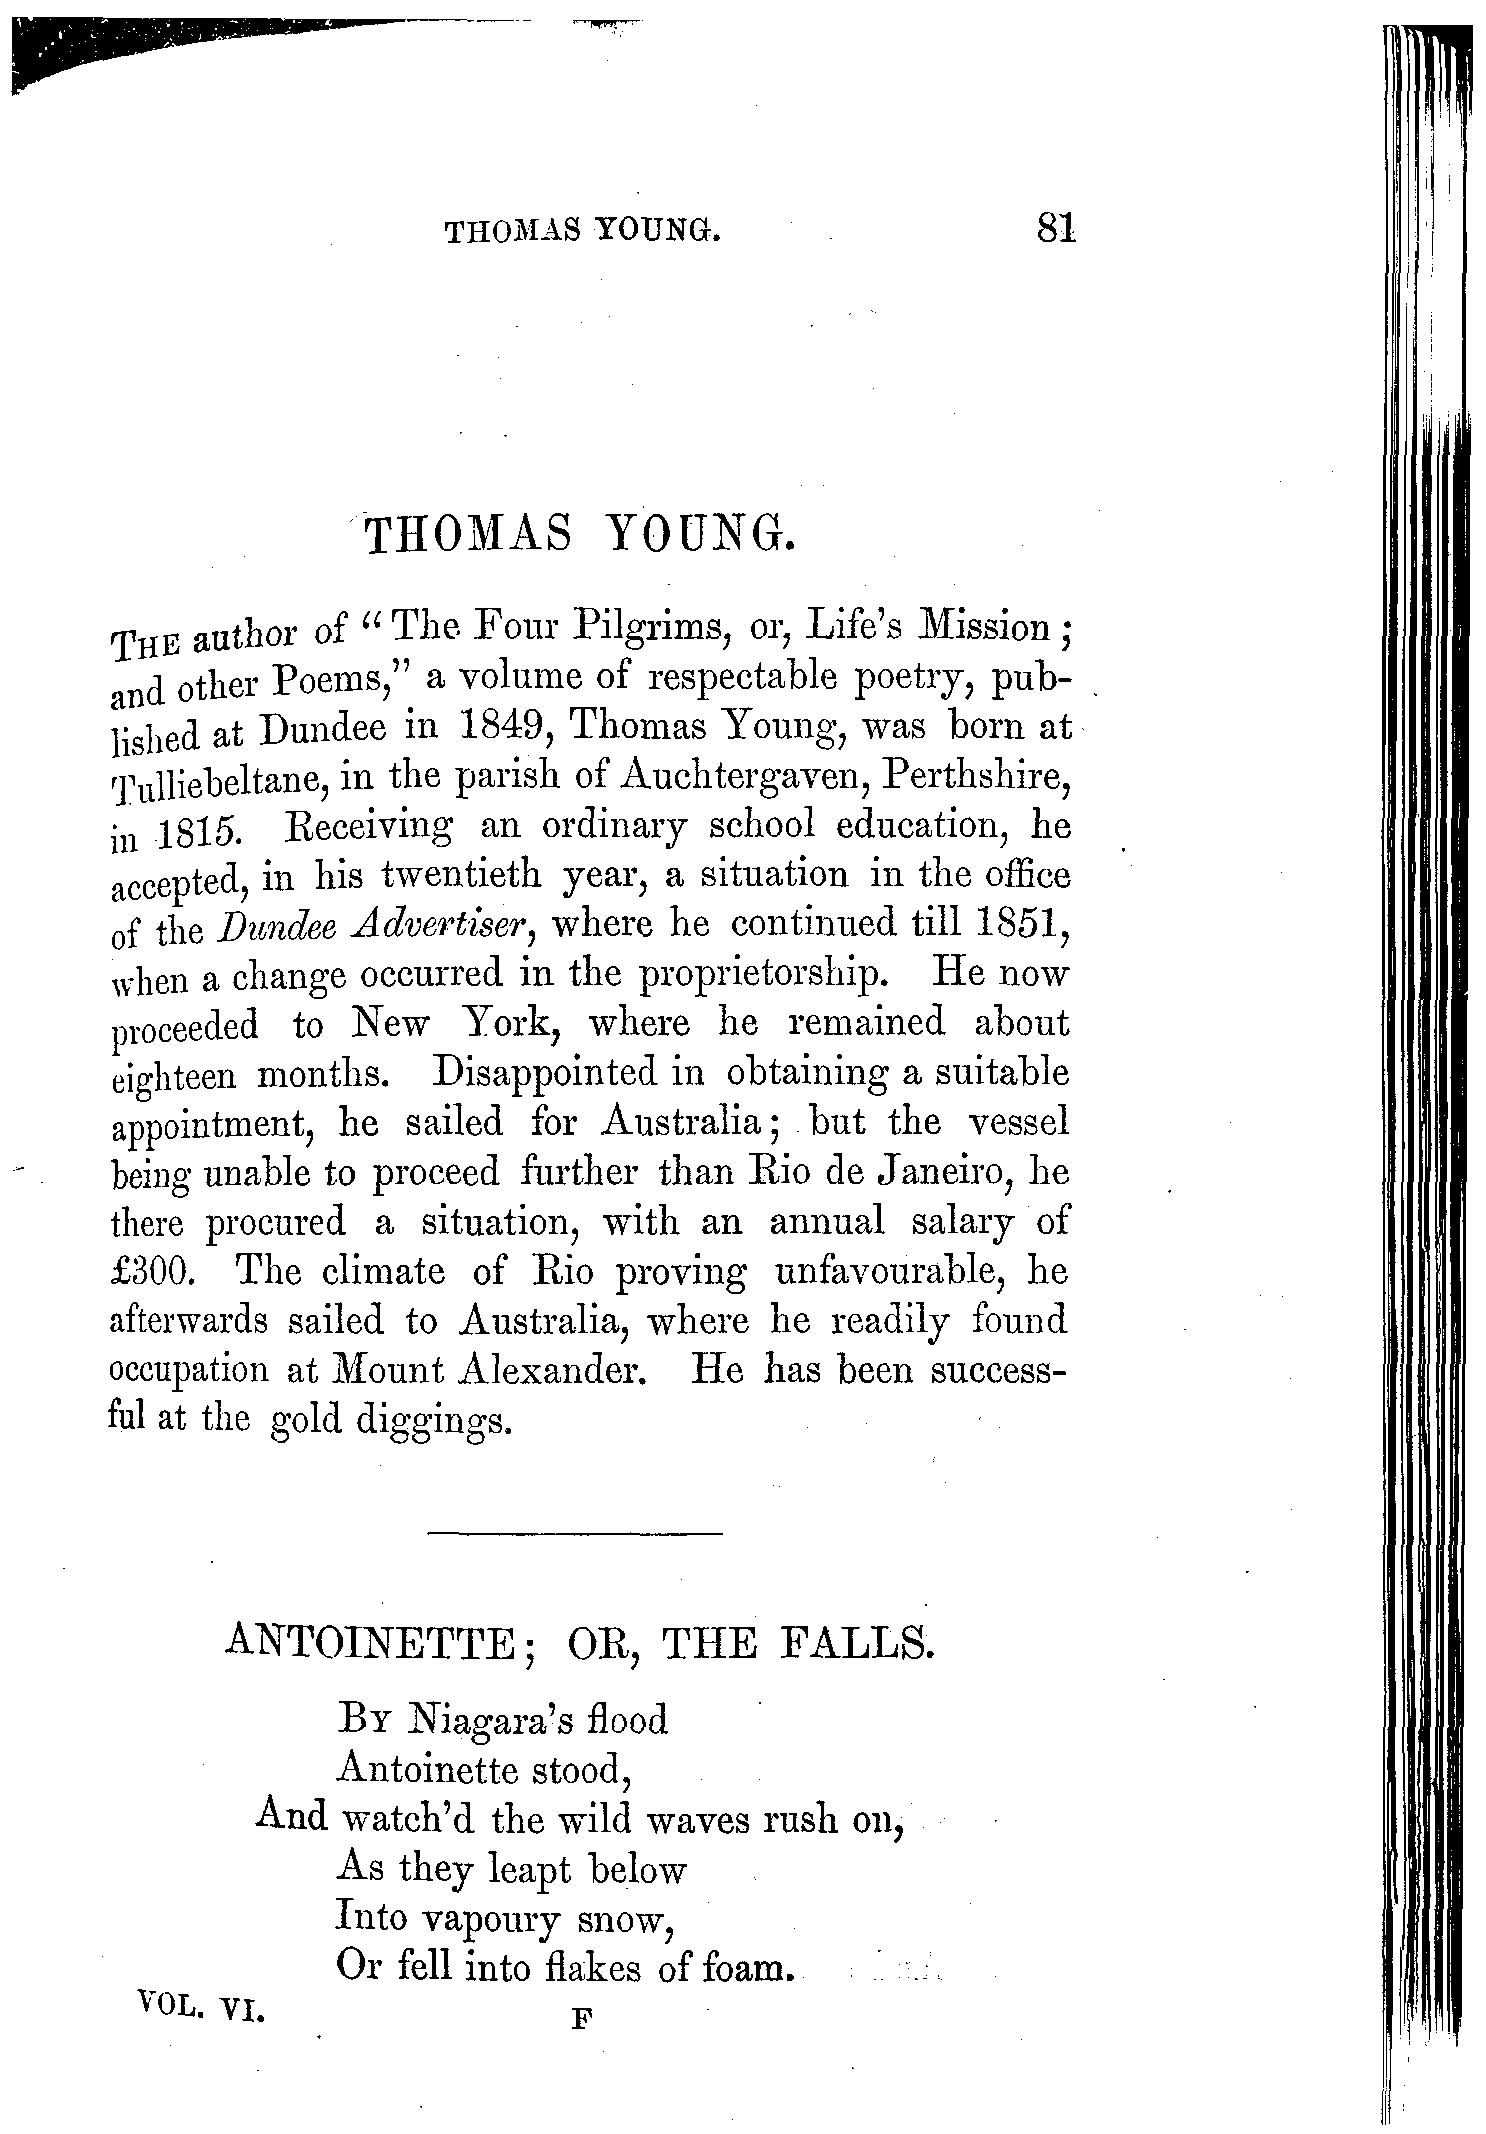 THOMAS YOUNG. 81
THOMAS YOUNG.
THE author of “The Four Pilgrims, or, Life’s Mission;
and other Poems,” a volume of respectable poetry, pub-
lished at Dundee in 1849, Thomas Young, was born at
Tulliebeltane, in the parish of Auchtergaven, Perthshire,
in 1815. Receiving an ordinary school education, he
accepted, in his twentieth year, a situation in the office
of the Dundee Advertiser, where he continued till 1851,
when a change occurred in the proprietorship. He now
proceeded to New York, where he remained about
eighteen months. Disappointed in obtaining a suitable
appointment, he sailed for Australia; but the vessel
being unable to proceed further than Rio de Janeiro, he
there procured a situation, with an annual salary of
£300. The climate of Rio proving unfavourable, he
afterwards sailed to Australia, where he readily found
occupation at Mount Alexander. He has been success-
ful at the gold diggings.
ANTOINETTE; OR, THE FALLS.
BY Niagara’s flood
Antoinette stood,
And watch’d the wild waves rush on,
As they leapt below
Into vapoury snow,
Or fell into flakes of foam.
VOL. VI. F